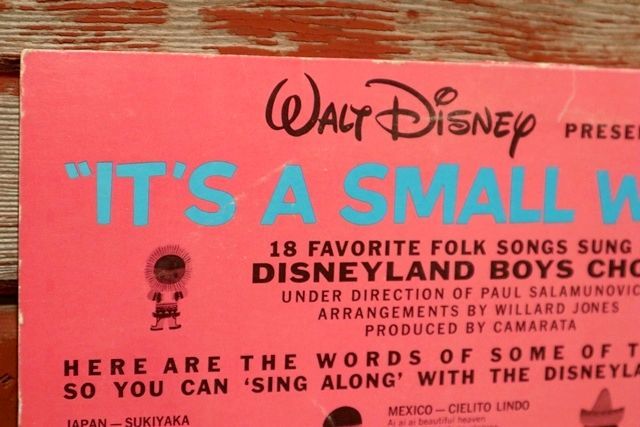 WALT DISNEY PRESE
"IT'S A SMALL W
18 FAVORITE FOLK SONGS SUNG
DISNEYLAND BOYS CHO
UNDER DIRECTION OF PAUL SALAMUNOVIC
ARRANGEMENTS BY WILLARD JONES
PRODUCED BY CAMARATA
HERE ARE THE WORDS OF SOME OF T
SO YOU CAN 'SING ALONG' WITH THE DISNEYLA
JAPAN — SUKIYAKA
MEXICO — CIELITO LINDO
Ai ai ai beautiful heaven